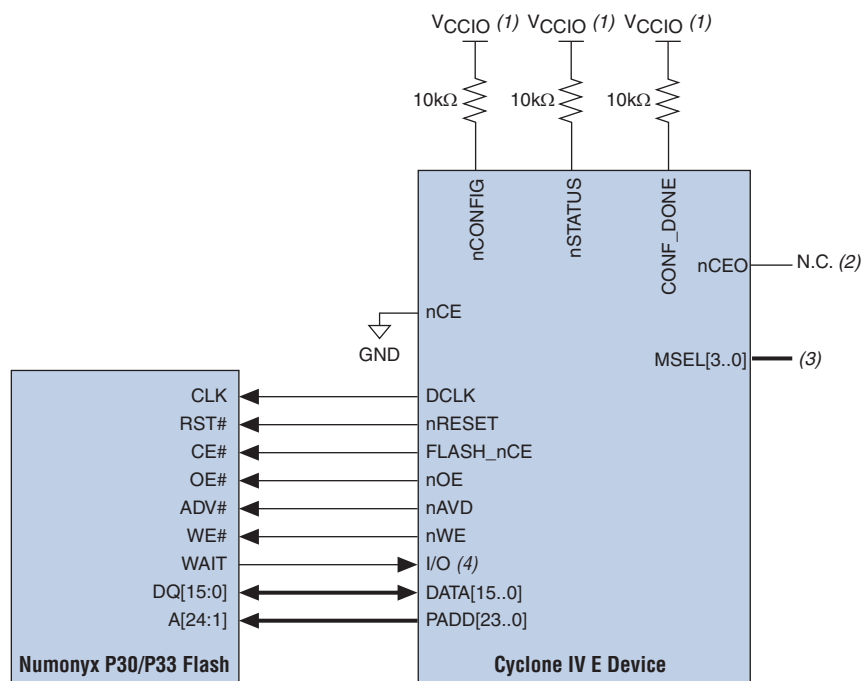 VCCIO (1) VCCIO (1) VCCIO (1)
10kΩ 10kΩ 10kΩ
nCONFIG
nSTATUS
CONF_DONE
nCEO N.C. (2)
nCE
GND
MSEL[3..0] (3)
CLK DCLK
RST# nRESET
CE# FLASH_nCE
OE# nOE
ADV# nAVD
WE# nWE
WAIT I/O (4)
DQ[15:0] DATA[15..0]
A[24:1] PADD[23..0]
Numonyx P30/P33 Flash Cyclone IV E Device